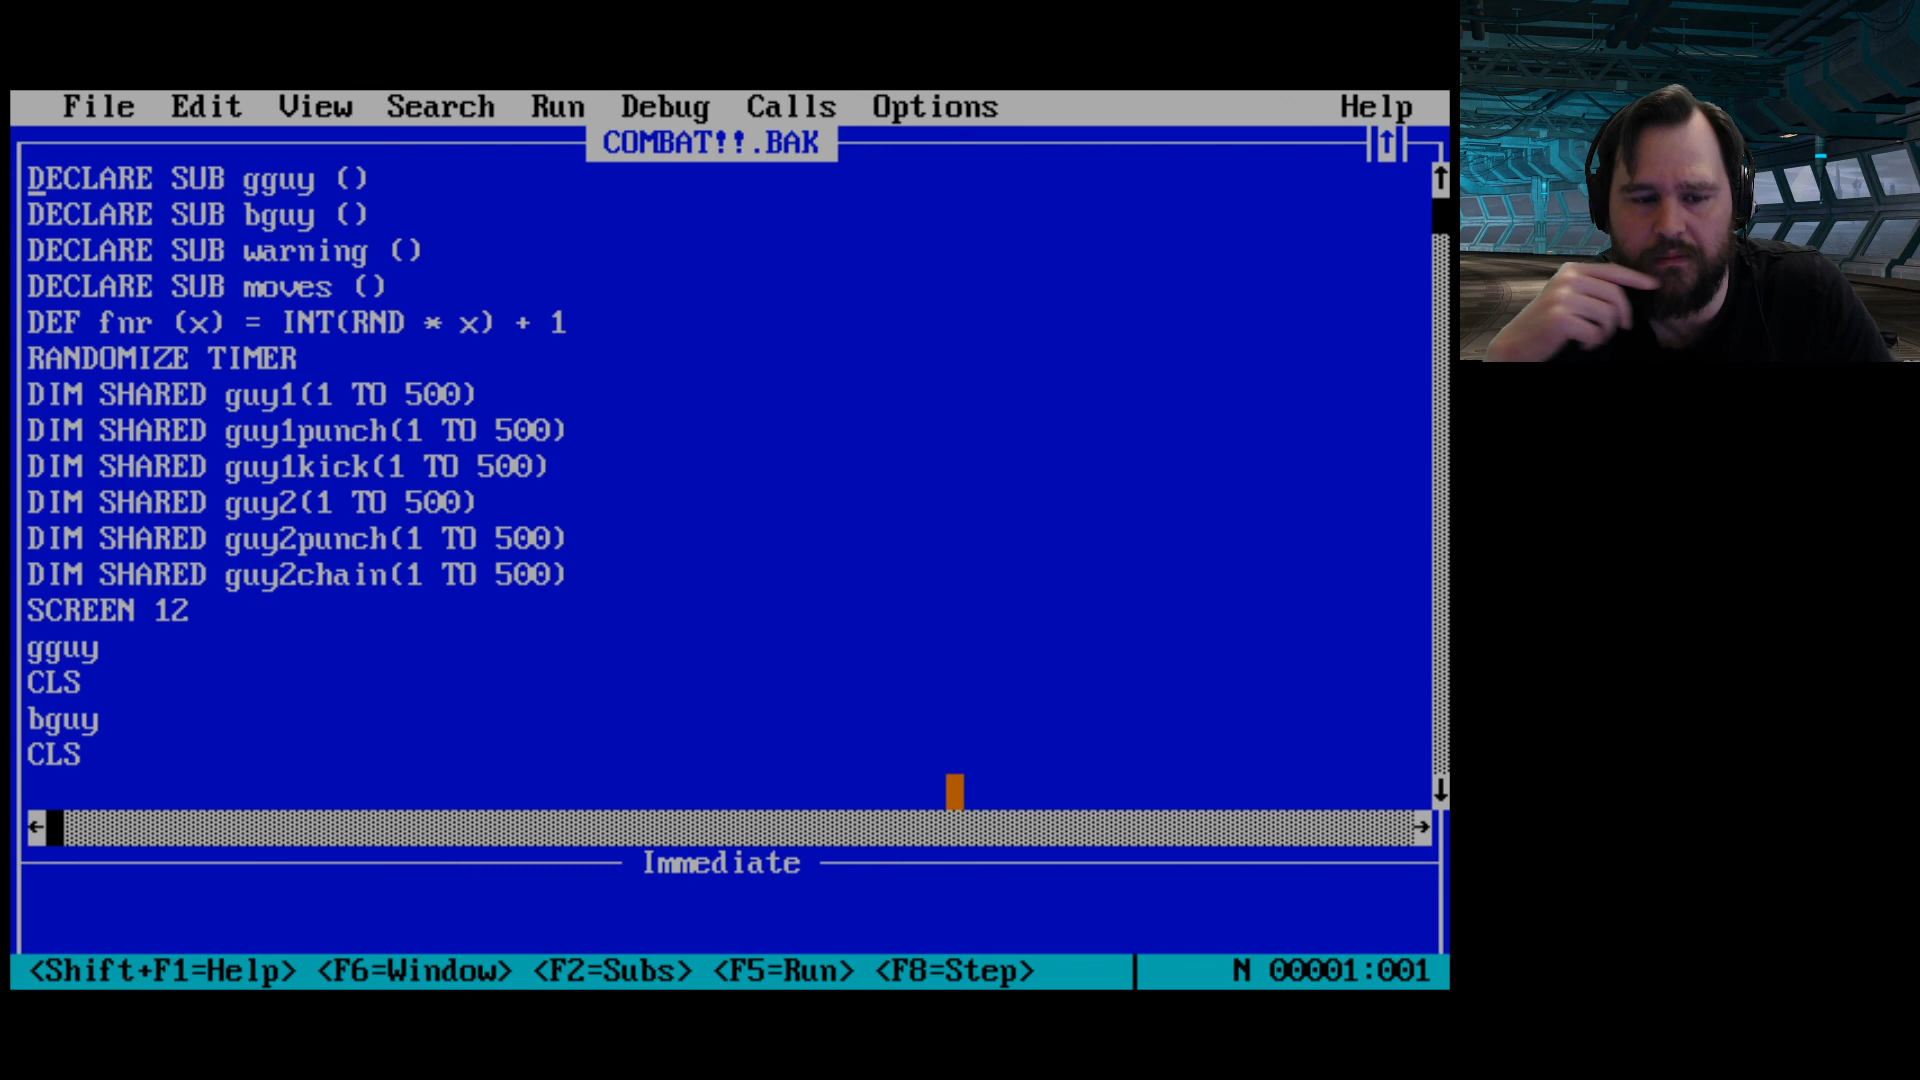 File Edit View Search Run Debug Calls Options Help
COMBAT!!.BAK
DECLARE SUB gguy ()
DECLARE SUB bguy ()
DECLARE SUB warning ()
DECLARE SUB moves ()
DEF fnr (x) = INT(RND * x) + 1
RANDOMIZE TIMER
DIM SHARED guy1(1 TO 500)
DIM SHARED guy1punch(1 TO 500)
DIM SHARED guy1kick(1 TO 500)
DIM SHARED guy2(1 TO 500)
DIM SHARED guy2punch(1 TO 500)
DIM SHARED guy2chain(1 TO 500)
SCREEN 12
gguy
CLS
bguy
CLS
Immediate
<Shift+F1=Help> <F6=Window> <F2=Subs> <F5=Run> <F8=Step> N 00001:001